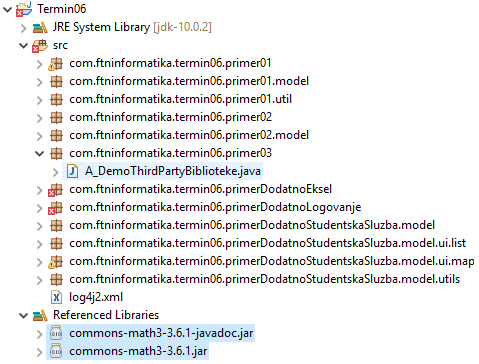 Termin06
JRE System Library [jdk-10.0.2]
src
com.ftninformatika.termin06.primer01
com.ftninformatika.termin06.primer01.model
com.ftninformatika.termin06.primer01.util
com.ftninformatika.termin06.primer02
com.ftninformatika.termin06.primer02.model
com.ftninformatika.termin06.primer03
A_DemoThirdPartyBiblioteke.java
com.ftninformatika.termin06.primerDodatnoEksel
com.ftninformatika.termin06.primerDodatnoLogovanje
com.ftninformatika.termin06.primerDodatnoStudentskaSluzba.model
com.ftninformatika.termin06.primerDodatnoStudentskaSluzba.model.ui.list
com.ftninformatika.termin06.primerDodatnoStudentskaSluzba.model.ui.map
com.ftninformatika.termin06.primerDodatnoStudentskaSluzba.model.utils
log4j2.xml
Referenced Libraries
commons-math3-3.6.1-javadoc.jar
commons-math3-3.6.1.jar